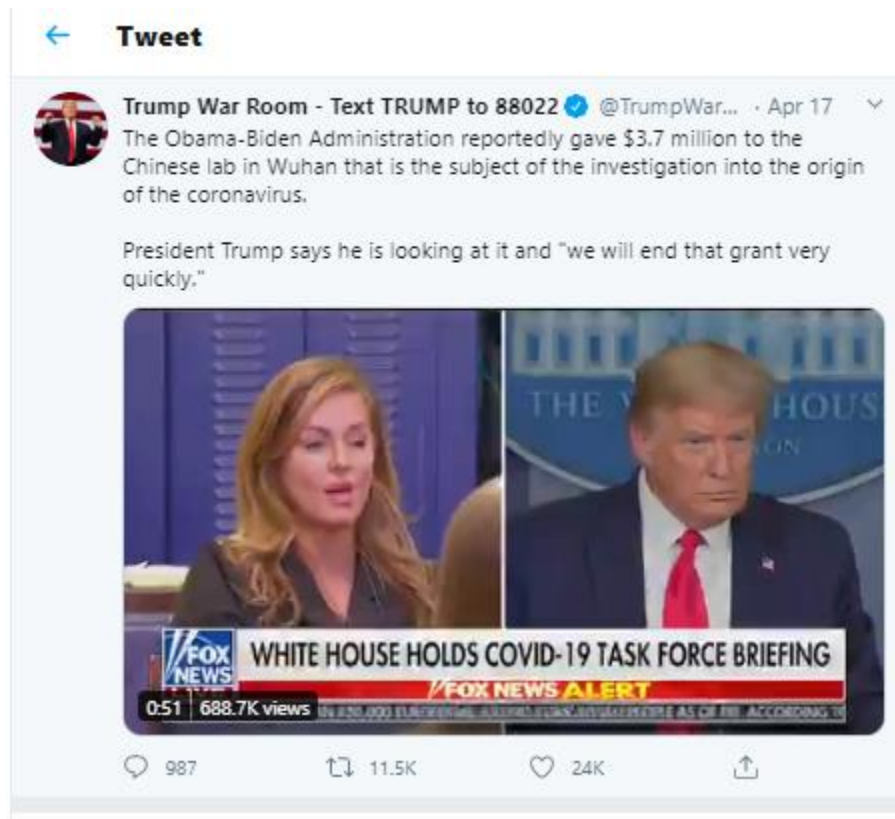 Tweet
Trump War Room - Text TRUMP to 88022 @TrumpWar... · Apr 17
The Obama-Biden Administration reportedly gave $3.7 million to the
Chinese lab in Wuhan that is the subject of the investigation into the origin
of the coronavirus.
President Trump says he is looking at it and "we will end that grant very
quickly."
THE HOUS
ON
FOX
NEWS
WHITE HOUSE HOLDS COVID-19 TASK FORCE BRIEFING
FOX NEWS ALERT
0:51 688.7K views
987 11.5K 24K